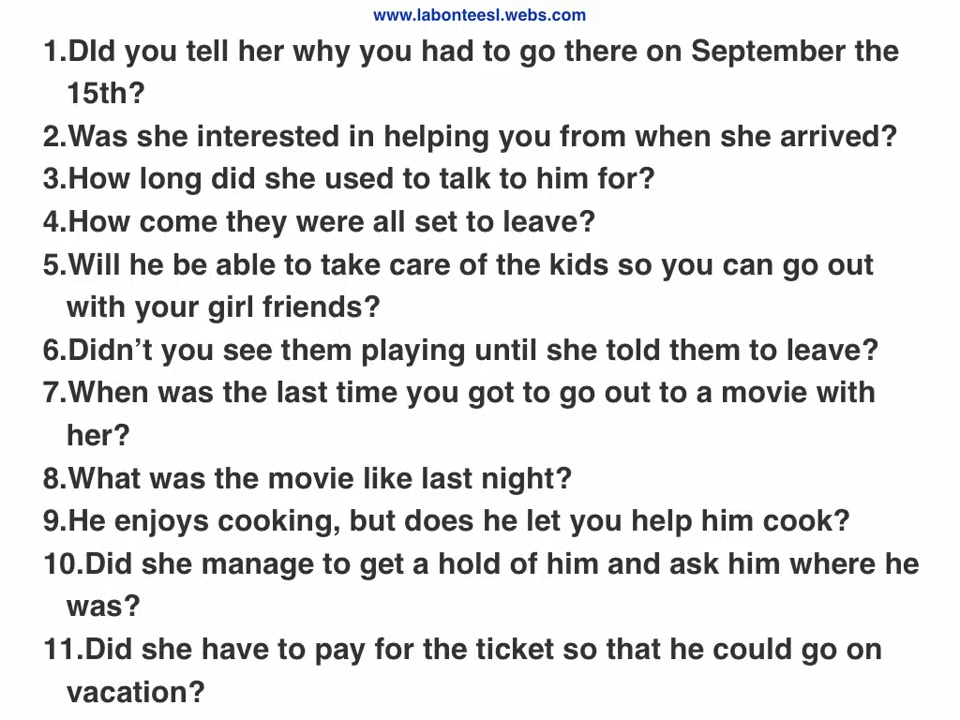 www.labonteesl.webs.com
1.DId you tell her why you had to go there on September the
15th?
2.Was she interested in helping you from when she arrived?
3.How long did she used to talk to him for?
4.How come they were all set to leave?
5.Will he be able to take care of the kids so you can go out
with your girl friends?
6.Didn’t you see them playing until she told them to leave?
7.When was the last time you got to go out to a movie with
her?
8.What was the movie like last night?
9.He enjoys cooking, but does he let you help him cook?
10.Did she manage to get a hold of him and ask him where he
was?
11.Did she have to pay for the ticket so that he could go on
vacation?